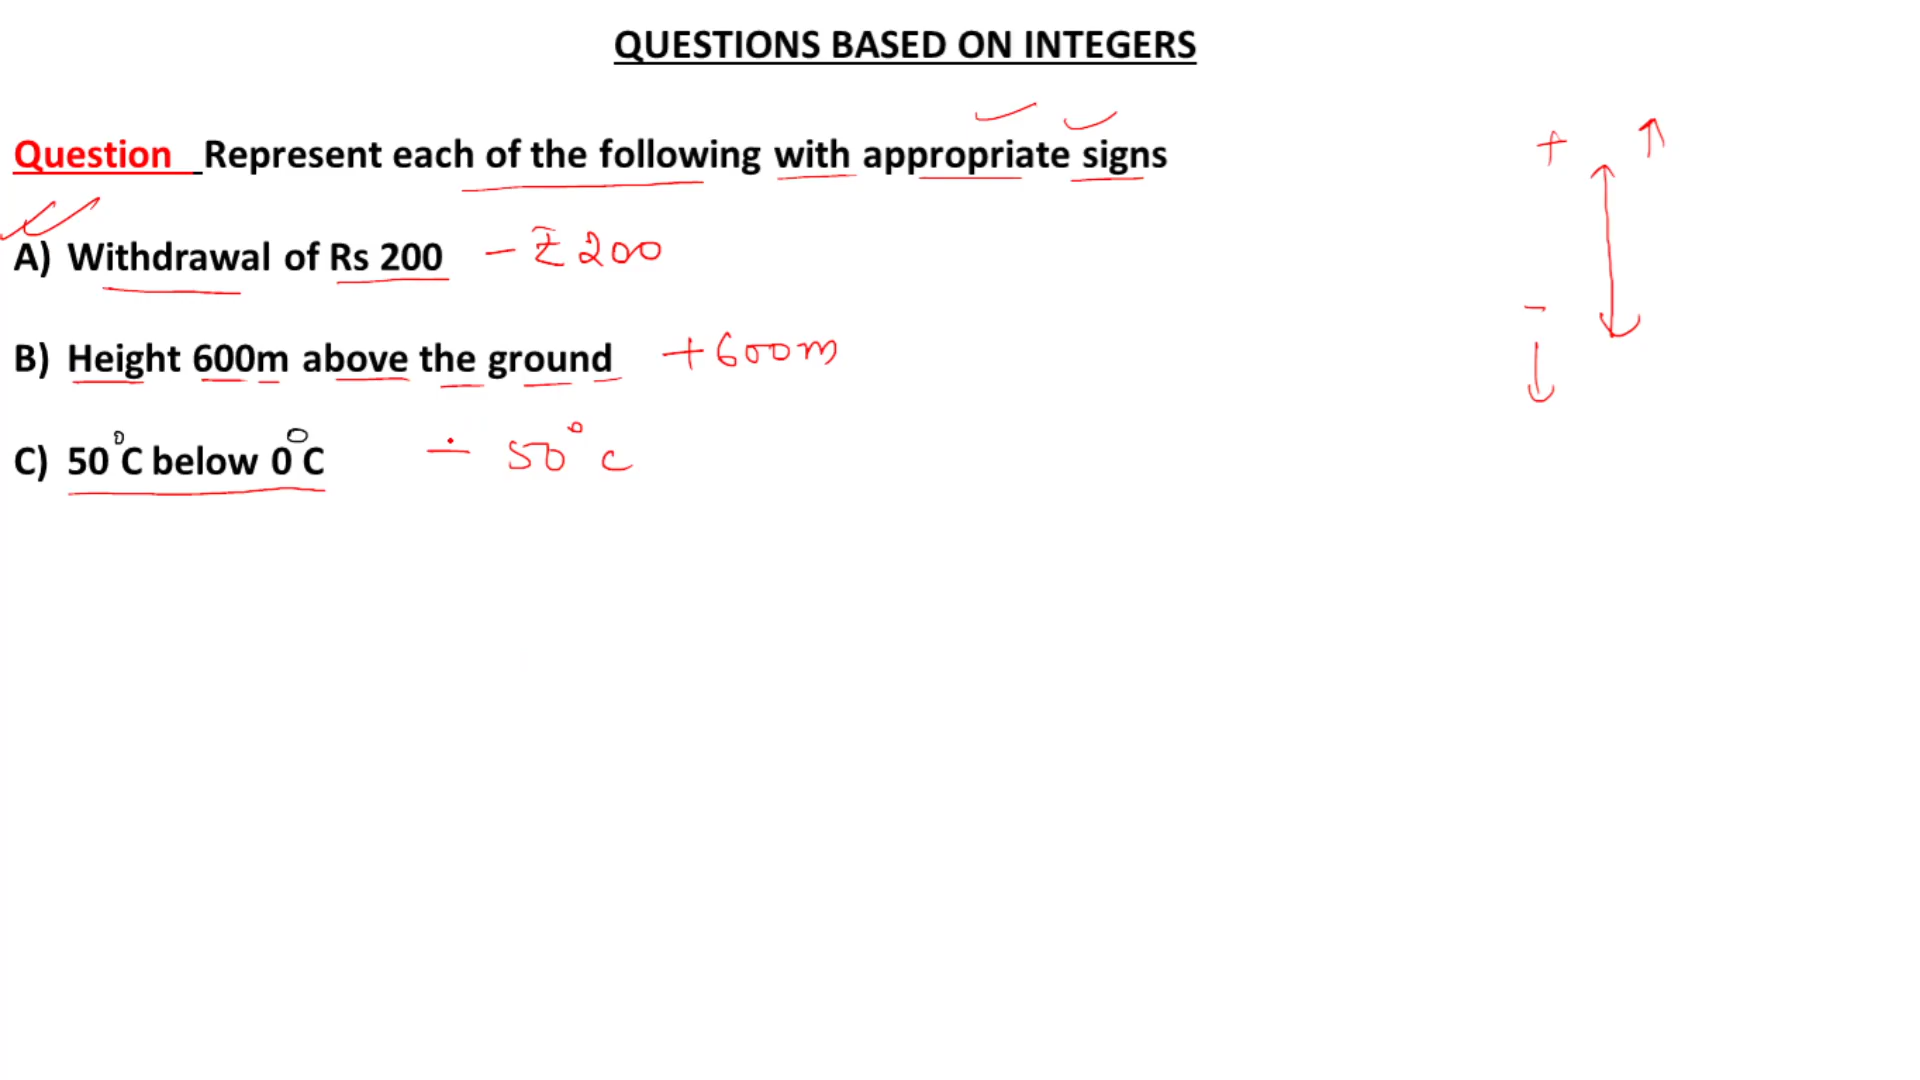 QUESTIONS BASED ON INTEGERS
Question Represent each of the following with appropriate signs
A) Withdrawal of Rs 200 - ₹ 200
B) Height 600m above the ground +600m
C) 50°C below 0°C - 50°C
+
-